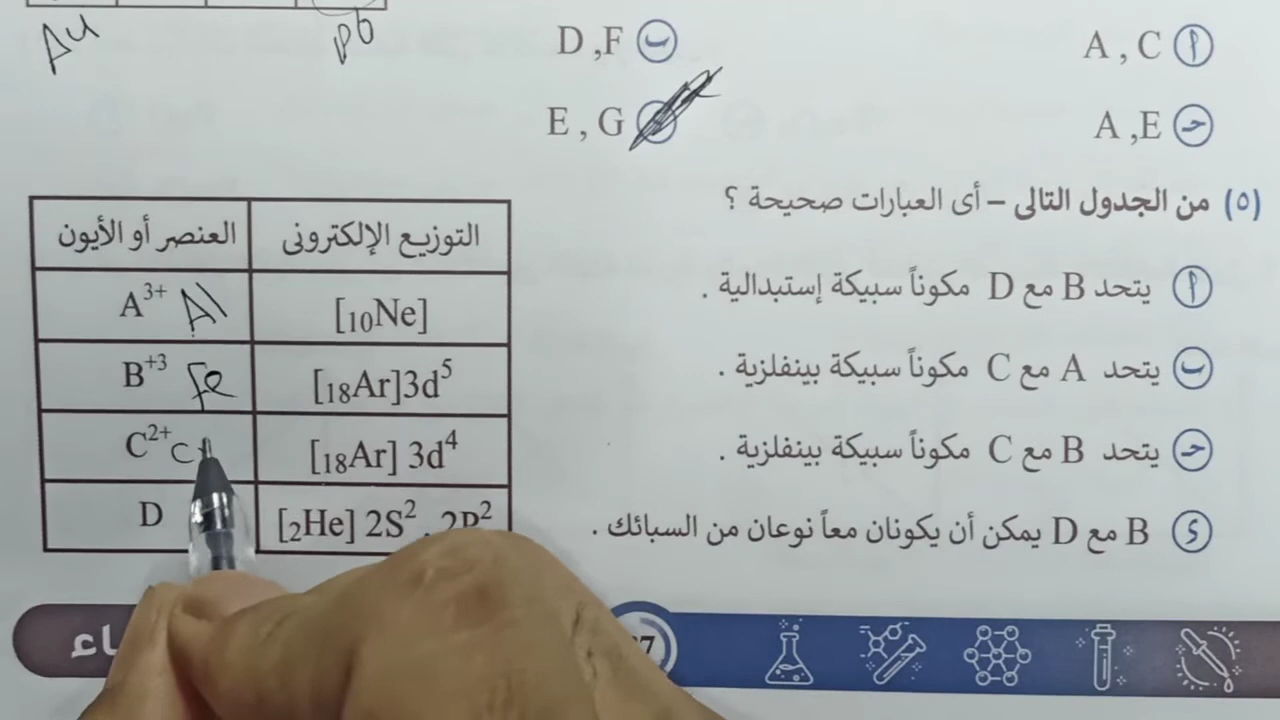 Au
Pb
أ A , C
ب D ,F
جـ A ,E
E , G
(٥) من الجدول التالى – أى العبارات صحيحة ؟
أ يتحد B مع D مكوناً سبيكة إستبدالية .
ب يتحد A مع C مكوناً سبيكة بينفلزية .
جـ يتحد B مع C مكوناً سبيكة بينفلزية .
د B مع D يمكن أن يكونان معاً نوعان من السبائك .
العنصر أو الأيون التوزيع الإلكترونى
A³⁺ Al [₁₀Ne]
B⁺³ Fe [₁₈Ar]3d⁵
C²⁺ Cr [₁₈Ar] 3d⁴
D [₂He] 2S² , 2P²